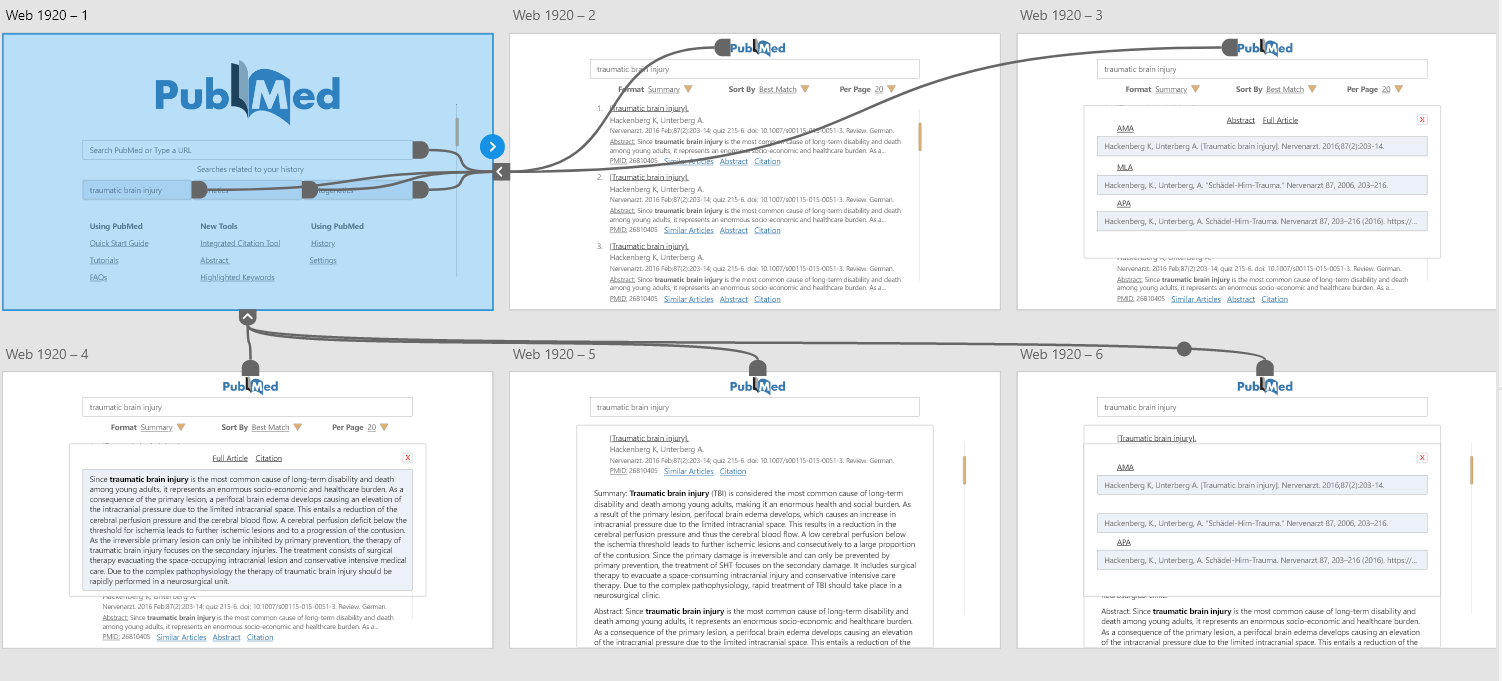 Web 1920 – 1
PubMed
Search PubMed or Type a URL
Searches related to your history
traumatic brain injury
Using PubMed New Tools Using PubMed
Quick Start Guide Integrated Citation Tool History
Tutorials Abstract Settings
FAQs Highlighted Keywords
Web 1920 – 2
PubMed
traumatic brain injury
Format Summary Sort By Best Match Per Page 20
1. [Traumatic brain injury].
Hackenberg K, Unterberg A.
Nervenarzt. 2016 Feb;87(2):203-14; quiz 215-6. doi: 10.1007/s00115-015-0051-3. Review. German.
Abstract: Since traumatic brain injury is the most common cause of long-term disability and death
among young adults, it represents an enormous socio-economic and healthcare burden. As a...
PMID: 26810405 Similar Articles Abstract Citation
2. [Traumatic brain injury].
Hackenberg K, Unterberg A.
Nervenarzt. 2016 Feb;87(2):203-14; quiz 215-6. doi: 10.1007/s00115-015-0051-3. Review. German.
Abstract: Since traumatic brain injury is the most common cause of long-term disability and death
among young adults, it represents an enormous socio-economic and healthcare burden. As a...
PMID: 26810405 Similar Articles Abstract Citation
3. [Traumatic brain injury].
Hackenberg K, Unterberg A.
Nervenarzt. 2016 Feb;87(2):203-14; quiz 215-6. doi: 10.1007/s00115-015-0051-3. Review. German.
Abstract: Since traumatic brain injury is the most common cause of long-term disability and death
among young adults, it represents an enormous socio-economic and healthcare burden. As a...
PMID: 26810405 Similar Articles Abstract Citation
Web 1920 – 3
PubMed
traumatic brain injury
Format Summary Sort By Best Match Per Page 20
Abstract Full Article X
AMA
Hackenberg K, Unterberg A. [Traumatic brain injury]. Nervenarzt. 2016;87(2):203-14.
MLA
Hackenberg, K., Unterberg, A. "Schädel-Hirn-Trauma." Nervenarzt 87, 2006, 203–216.
APA
Hackenberg, K., Unterberg, A. Schädel-Hirn-Trauma. Nervenarzt 87, 203–216 (2016). https://...
Hackenberg K, Unterberg A.
Nervenarzt. 2016 Feb;87(2):203-14; quiz 215-6. doi: 10.1007/s00115-015-0051-3. Review. German.
Abstract: Since traumatic brain injury is the most common cause of long-term disability and death
among young adults, it represents an enormous socio-economic and healthcare burden. As a...
PMID: 26810405 Similar Articles Abstract Citation
Web 1920 – 4
PubMed
traumatic brain injury
Format Summary Sort By Best Match Per Page 20
Full Article Citation X
Since traumatic brain injury is the most common cause of long-term disability and death
among young adults, it represents an enormous socio-economic and healthcare burden. As a
consequence of the primary lesion, a perifocal brain edema develops causing an elevation of
the intracranial pressure due to the limited intracranial space. This entails a reduction of the
cerebral perfusion pressure and the cerebral blood flow. A cerebral perfusion deficit below the
threshold for ischemia leads to further ischemic lesions and to a progression of the contusion.
As the irreversible primary lesion can only be inhibited by primary prevention, the therapy of
traumatic brain injury focuses on the secondary injuries. The treatment consists of surgical
therapy evacuating the space-occupying intracranial lesion and conservative intensive medical
care. Due to the complex pathophysiology the therapy of traumatic brain injury should be
rapidly performed in a neurosurgical unit.
Hackenberg K, Unterberg A.
Nervenarzt. 2016 Feb;87(2):203-14; quiz 215-6. doi: 10.1007/s00115-015-0051-3. Review. German.
Abstract: Since traumatic brain injury is the most common cause of long-term disability and death
among young adults, it represents an enormous socio-economic and healthcare burden. As a...
PMID: 26810405 Similar Articles Abstract Citation
Web 1920 – 5
PubMed
traumatic brain injury
[Traumatic brain injury].
Hackenberg K, Unterberg A.
Nervenarzt. 2016 Feb;87(2):203-14; quiz 215-6. doi: 10.1007/s00115-015-0051-3. Review. German.
PMID: 26810405 Similar Articles Citation
Summary: Traumatic brain injury (TBI) is considered the most common cause of long-term
disability and death among young adults, making it an enormous health and social burden. As
a result of the primary lesion, perifocal brain edema develops, which causes an increase in
intracranial pressure due to the limited intracranial space. This results in a reduction in the
cerebral perfusion pressure and thus the cerebral blood flow. A low cerebral perfusion below
the ischemia threshold leads to further ischemic lesions and consecutively to a large proportion
of the contusion. Since the primary damage is irreversible and can only be prevented by
primary prevention, the treatment of SHT focuses on the secondary damage. It includes surgical
therapy to evacuate a space-consuming intracranial injury and conservative intensive care
therapy. Due to the complex pathophysiology, rapid treatment of TBI should take place in a
neurosurgical clinic.
Abstract: Since traumatic brain injury is the most common cause of long-term disability and
death among young adults, it represents an enormous socio-economic and healthcare burden.
As a consequence of the primary lesion, a perifocal brain edema develops causing an elevation
of the intracranial pressure due to the limited intracranial space. This entails a reduction of the
Web 1920 – 6
PubMed
traumatic brain injury
[Traumatic brain injury].
X
AMA
Hackenberg K, Unterberg A. [Traumatic brain injury]. Nervenarzt. 2016;87(2):203-14.
Hackenberg, K., Unterberg, A. "Schädel-Hirn-Trauma." Nervenarzt 87, 2006, 203–216.
APA
Hackenberg, K., Unterberg, A. Schädel-Hirn-Trauma. Nervenarzt 87, 203–216 (2016). https://...
Abstract: Since traumatic brain injury is the most common cause of long-term disability and
death among young adults, it represents an enormous socio-economic and healthcare burden.
As a consequence of the primary lesion, a perifocal brain edema develops causing an elevation
of the intracranial pressure due to the limited intracranial space. This entails a reduction of the